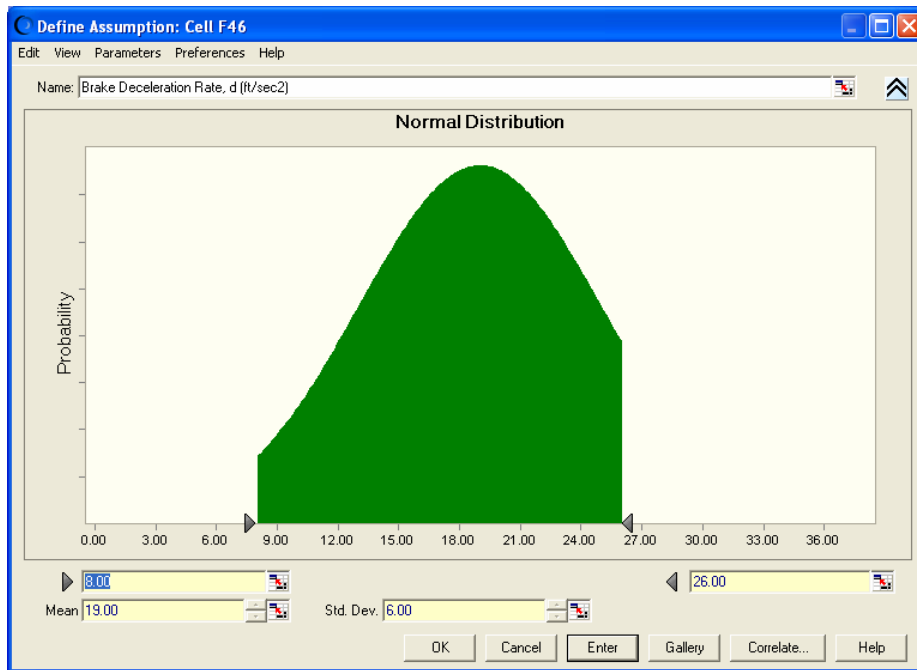 Define Assumption: Cell F46
Edit View Parameters Preferences Help
Name: Brake Deceleration Rate, d (ft/sec2)
Normal Distribution
Probability
0.00 3.00 6.00 9.00 12.00 15.00 18.00 21.00 24.00 27.00 30.00 33.00 36.00
8.00 26.00
Mean 19.00 Std. Dev. 6.00
OK Cancel Enter Gallery Correlate... Help